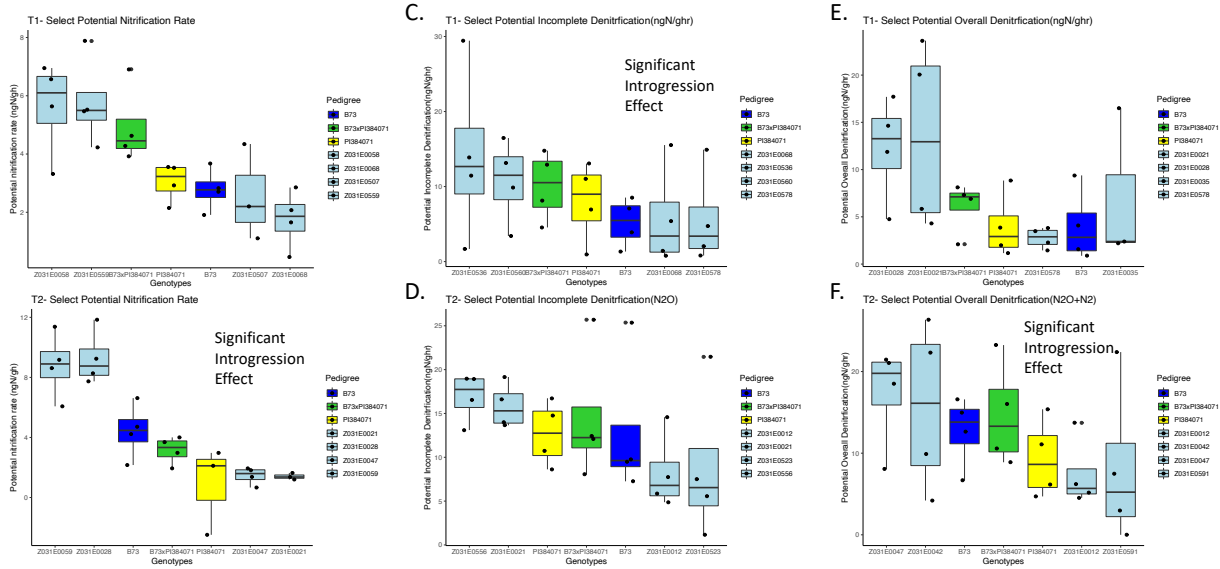 T1- Select Potential Nitrification Rate
Potential nitrification rate (ngN/ghr)
8
6
4
2
Z031E0058
Z031E0559
B73xPI384071
PI384071
B73
Z031E0507
Z031E0068
Genotypes
Pedigree
B73
B73xPI384071
PI384071
Z031E0058
Z031E0068
Z031E0507
Z031E0559
C.
T1- Select Potential Incomplete Denitrfication(ngN/ghr)
Significant
Introgression
Effect
Potential Incomplete Denitrfication(ngN/ghr)
30
20
10
0
Z031E0536
Z031E0560
B73xPI384071
PI384071
B73
Z031E0068
Z031E0578
Genotypes
Pedigree
B73
B73xPI384071
PI384071
Z031E0068
Z031E0536
Z031E0560
Z031E0578
E.
T1- Select Potential Overall Denitrfication(ngN/ghr)
Potential Overall Denitrfication(ngN/ghr)
20
15
10
5
0
Z031E0028
Z031E0021
B73xPI384071
PI384071
Z031E0578
B73
Z031E0035
Genotypes
Pedigree
B73
B73xPI384071
PI384071
Z031E0021
Z031E0028
Z031E0035
Z031E0578
T2- Select Potential Nitrification Rate
Significant
Introgression
Effect
Potential nitrification rate (ngN/gh)
12
8
4
0
Z031E0059
Z031E0028
B73
B73xPI384071
PI384071
Z031E0047
Z031E0021
Genotypes
Pedigree
B73
B73xPI384071
PI384071
Z031E0021
Z031E0028
Z031E0047
Z031E0059
D.
T2- Select Potential Incomplete Denitrfication(N2O)
Potential Incomplete Denitrfication(ngN/ghr)
25
20
15
10
5
0
Z031E0556
Z031E0021
PI384071
B73xPI384071
B73
Z031E0012
Z031E0523
Genotypes
Pedigree
B73
B73xPI384071
PI384071
Z031E0012
Z031E0021
Z031E0523
Z031E0556
F.
T2- Select Potential Overall Denitrfication(N2O+N2)
Significant
Introgression
Effect
Potential Overall Denitrfication(ngN/ghr)
20
10
0
Z031E0047
Z031E0042
B73
B73xPI384071
PI384071
Z031E0012
Z031E0591
Genotypes
Pedigree
B73
B73xPI384071
PI384071
Z031E0012
Z031E0042
Z031E0047
Z031E0591